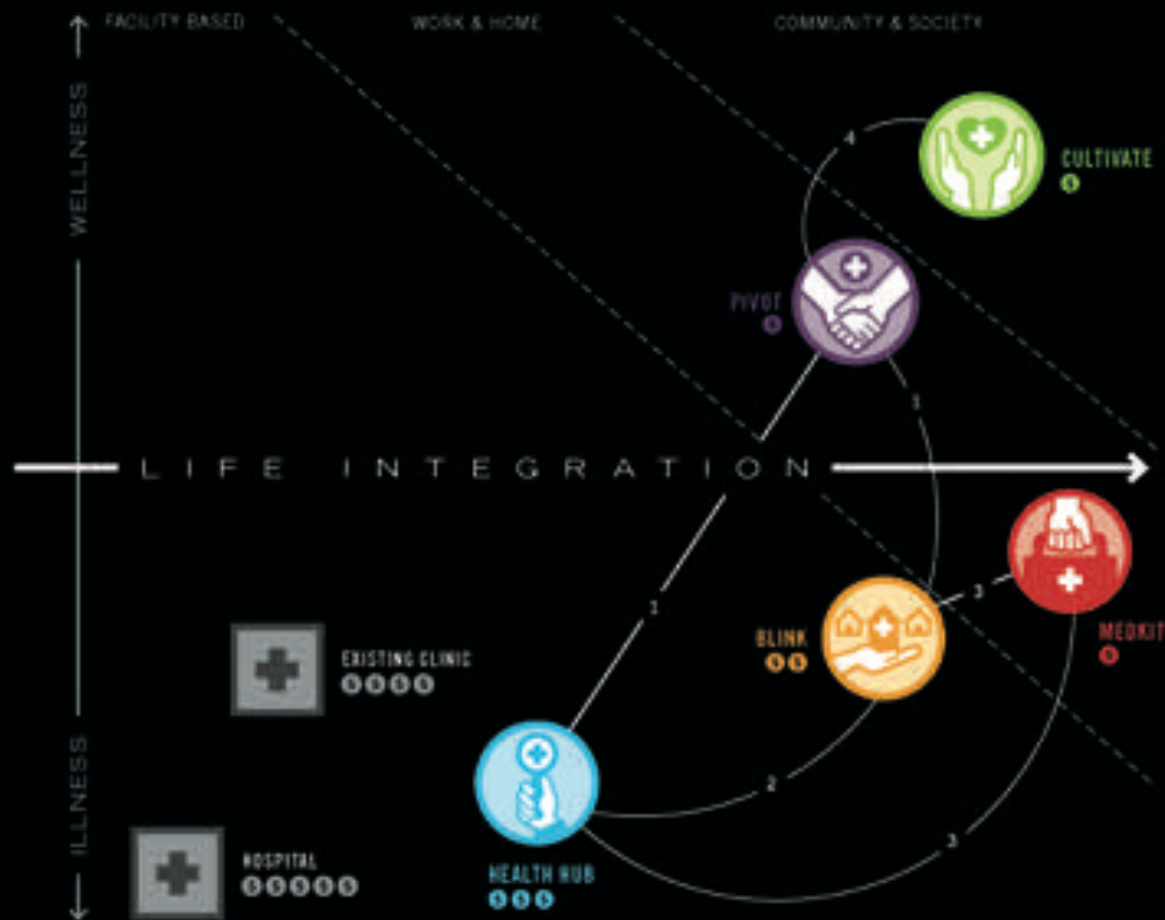 FACILITY BASED
WORK & HOME
COMMUNITY & SOCIETY
WELLNESS
4
CULTIVATE
$
PIVOT
$
1
LIFE INTEGRATION
3
1
BLINK
$ $
MEDKIT
$
EXISTING CLINIC
$ $ $ $
2
ILLNESS
3
HOSPITAL
$ $ $ $ $
HEALTH HUB
$ $ $